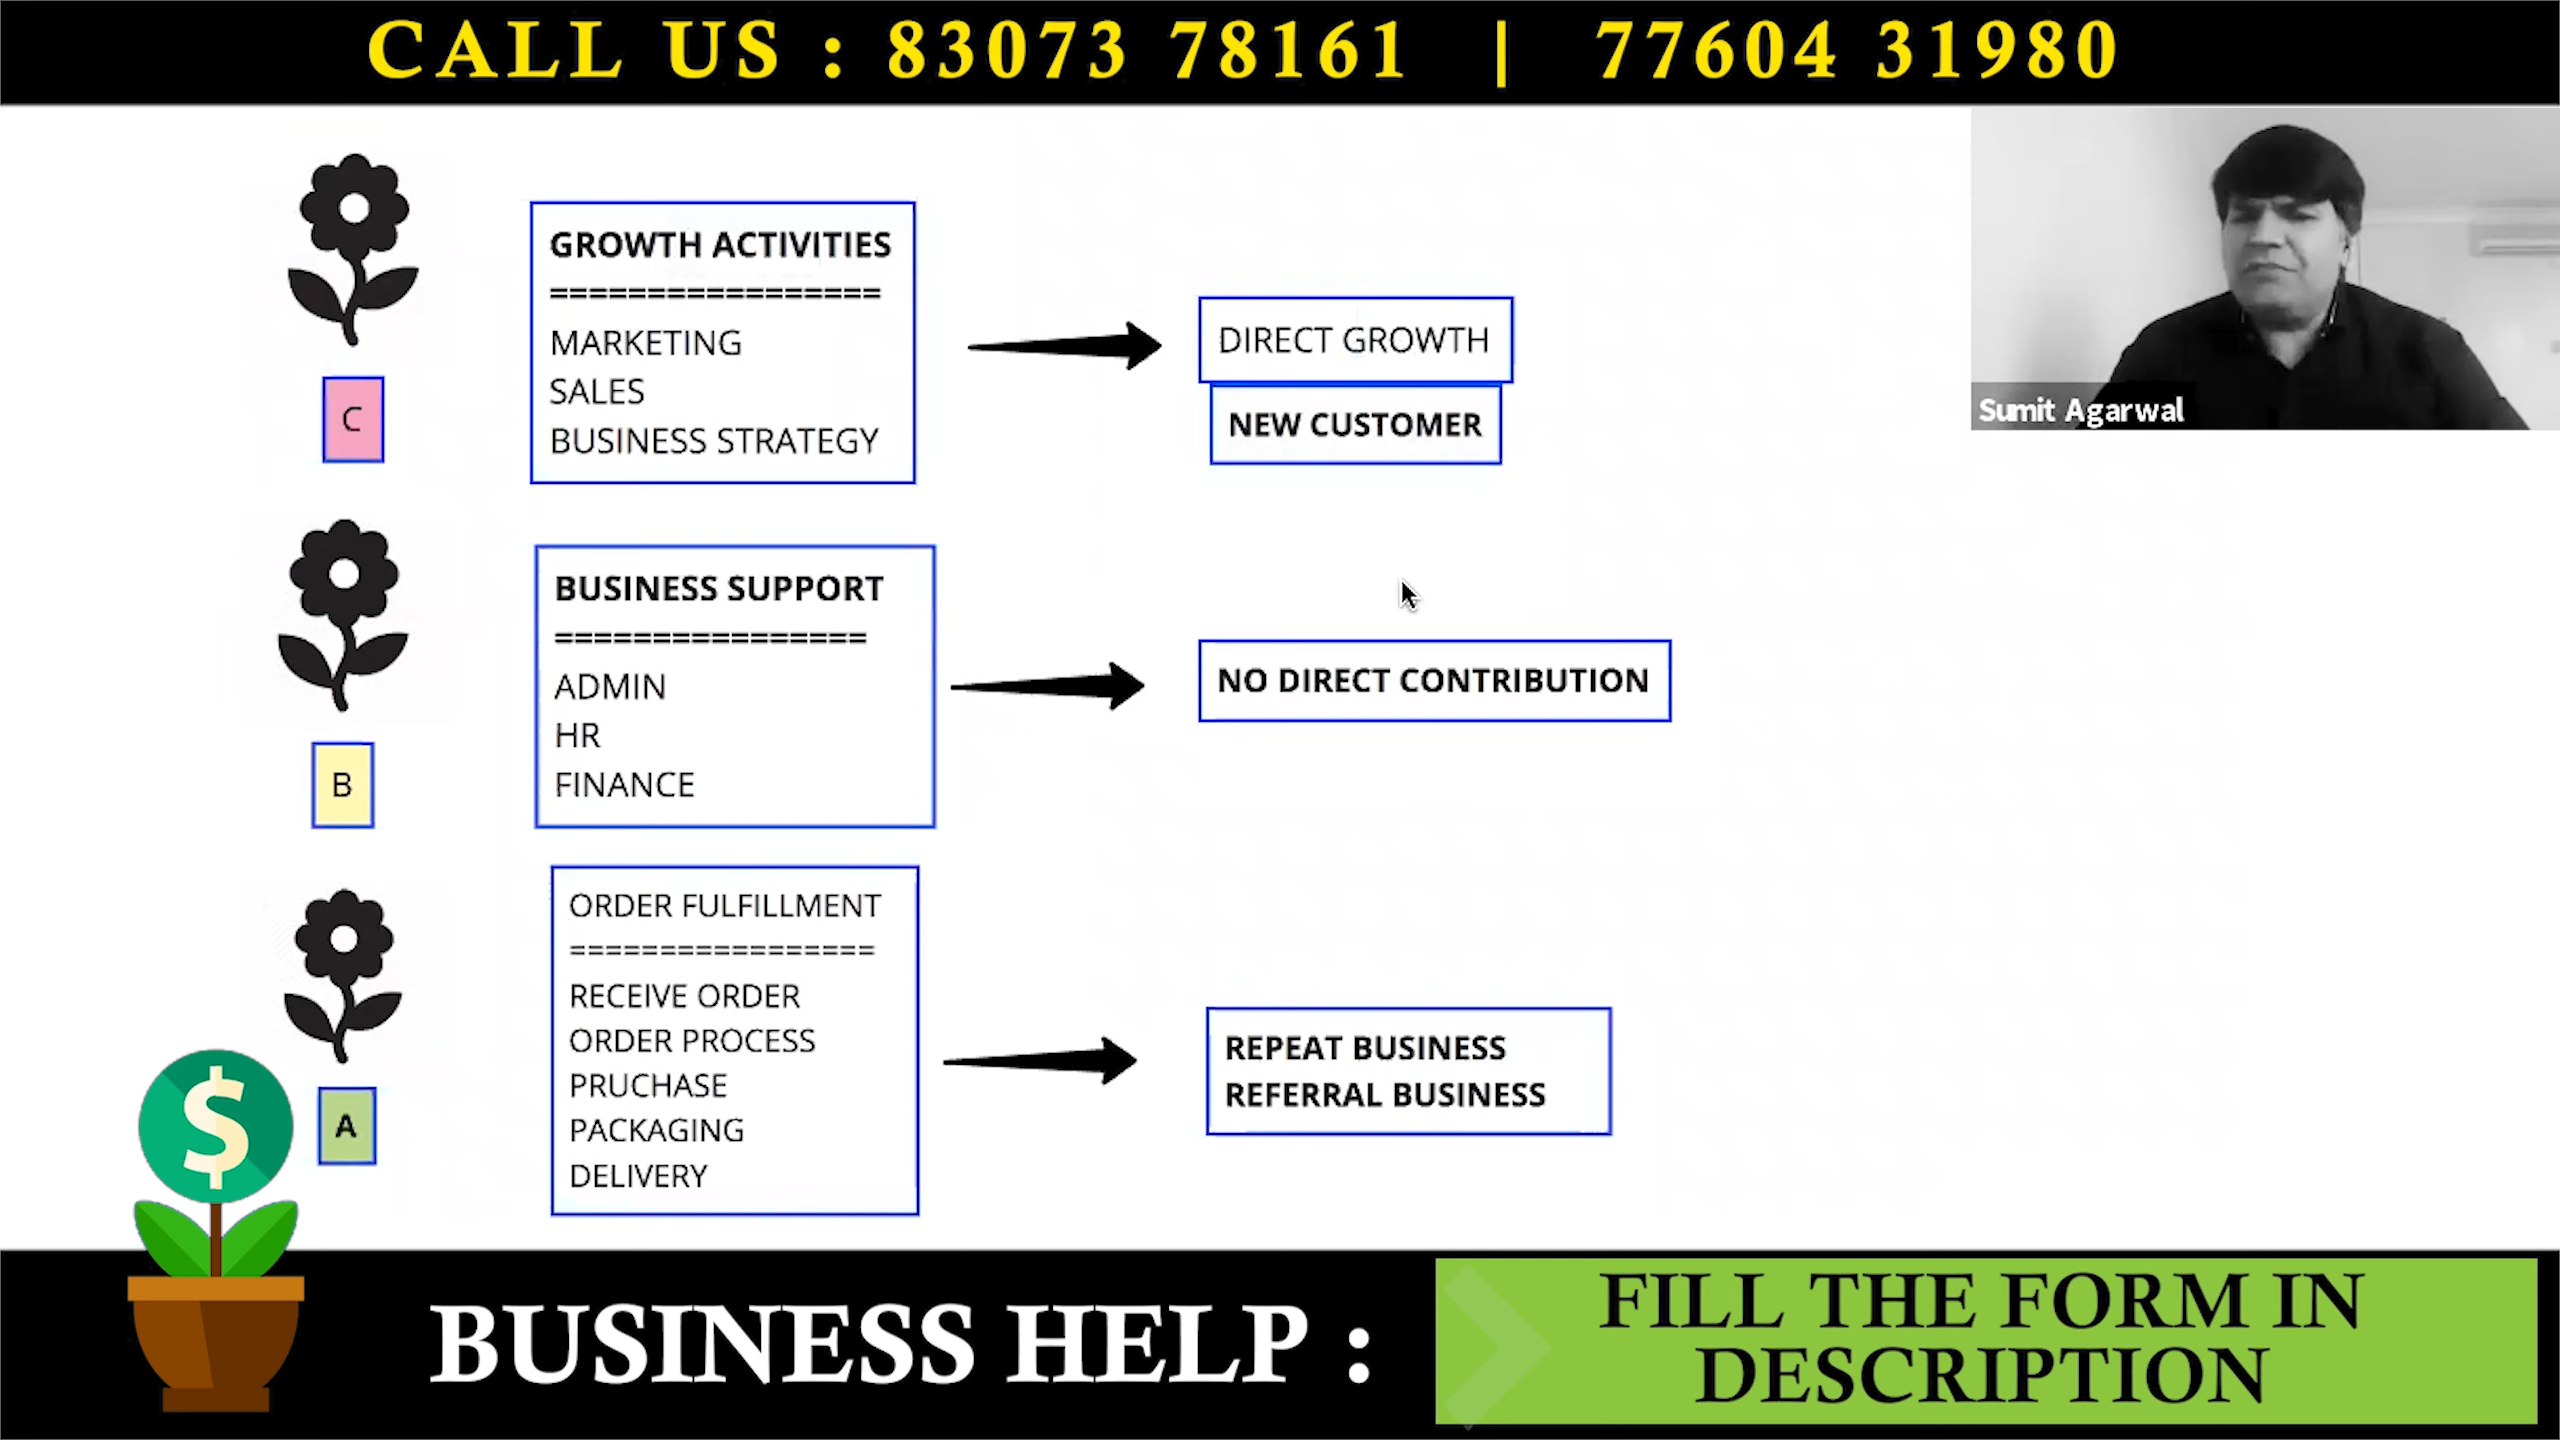 CALL US : 83073 78161 | 77604 31980
Sumit Agarwal
C
GROWTH ACTIVITIES
=================
MARKETING
SALES
BUSINESS STRATEGY
DIRECT GROWTH
NEW CUSTOMER
B
BUSINESS SUPPORT
================
ADMIN
HR
FINANCE
NO DIRECT CONTRIBUTION
A
ORDER FULFILLMENT
=================
RECEIVE ORDER
ORDER PROCESS
PRUCHASE
PACKAGING
DELIVERY
REPEAT BUSINESS
REFERRAL BUSINESS
$
BUSINESS HELP :
FILL THE FORM IN
DESCRIPTION